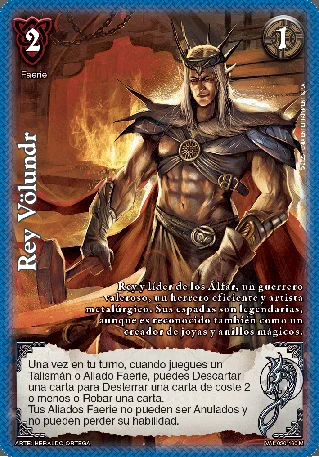 2
1
Faerie
Rey Völundr
Rey y líder de los Álfar, un guerrero
valeroso, un herrero eficiente y artista
metalúrgico. Sus espadas son legendarias,
aunque es reconocido también como un
creador de joyas y anillos mágicos.
Una vez en tu turno, cuando juegues un
Talismán o Aliado Faerie, puedes Descartar
una carta para Desterrar una carta de coste 2
o menos o Robar una carta.
Tus Aliados Faerie no pueden ser Anulados y
no pueden perder su habilidad.
ORTEGA